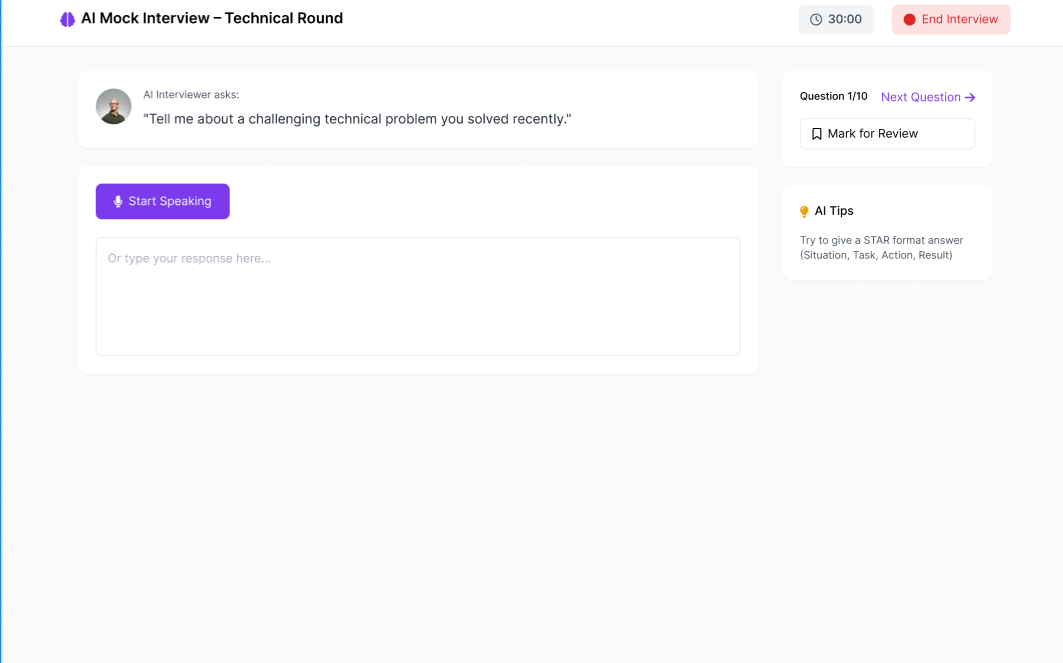 AI Mock Interview – Technical Round
30:00
End Interview
AI Interviewer asks:
"Tell me about a challenging technical problem you solved recently."
Question 1/10
Next Question →
Mark for Review
Start Speaking
Or type your response here...
AI Tips
Try to give a STAR format answer
(Situation, Task, Action, Result)